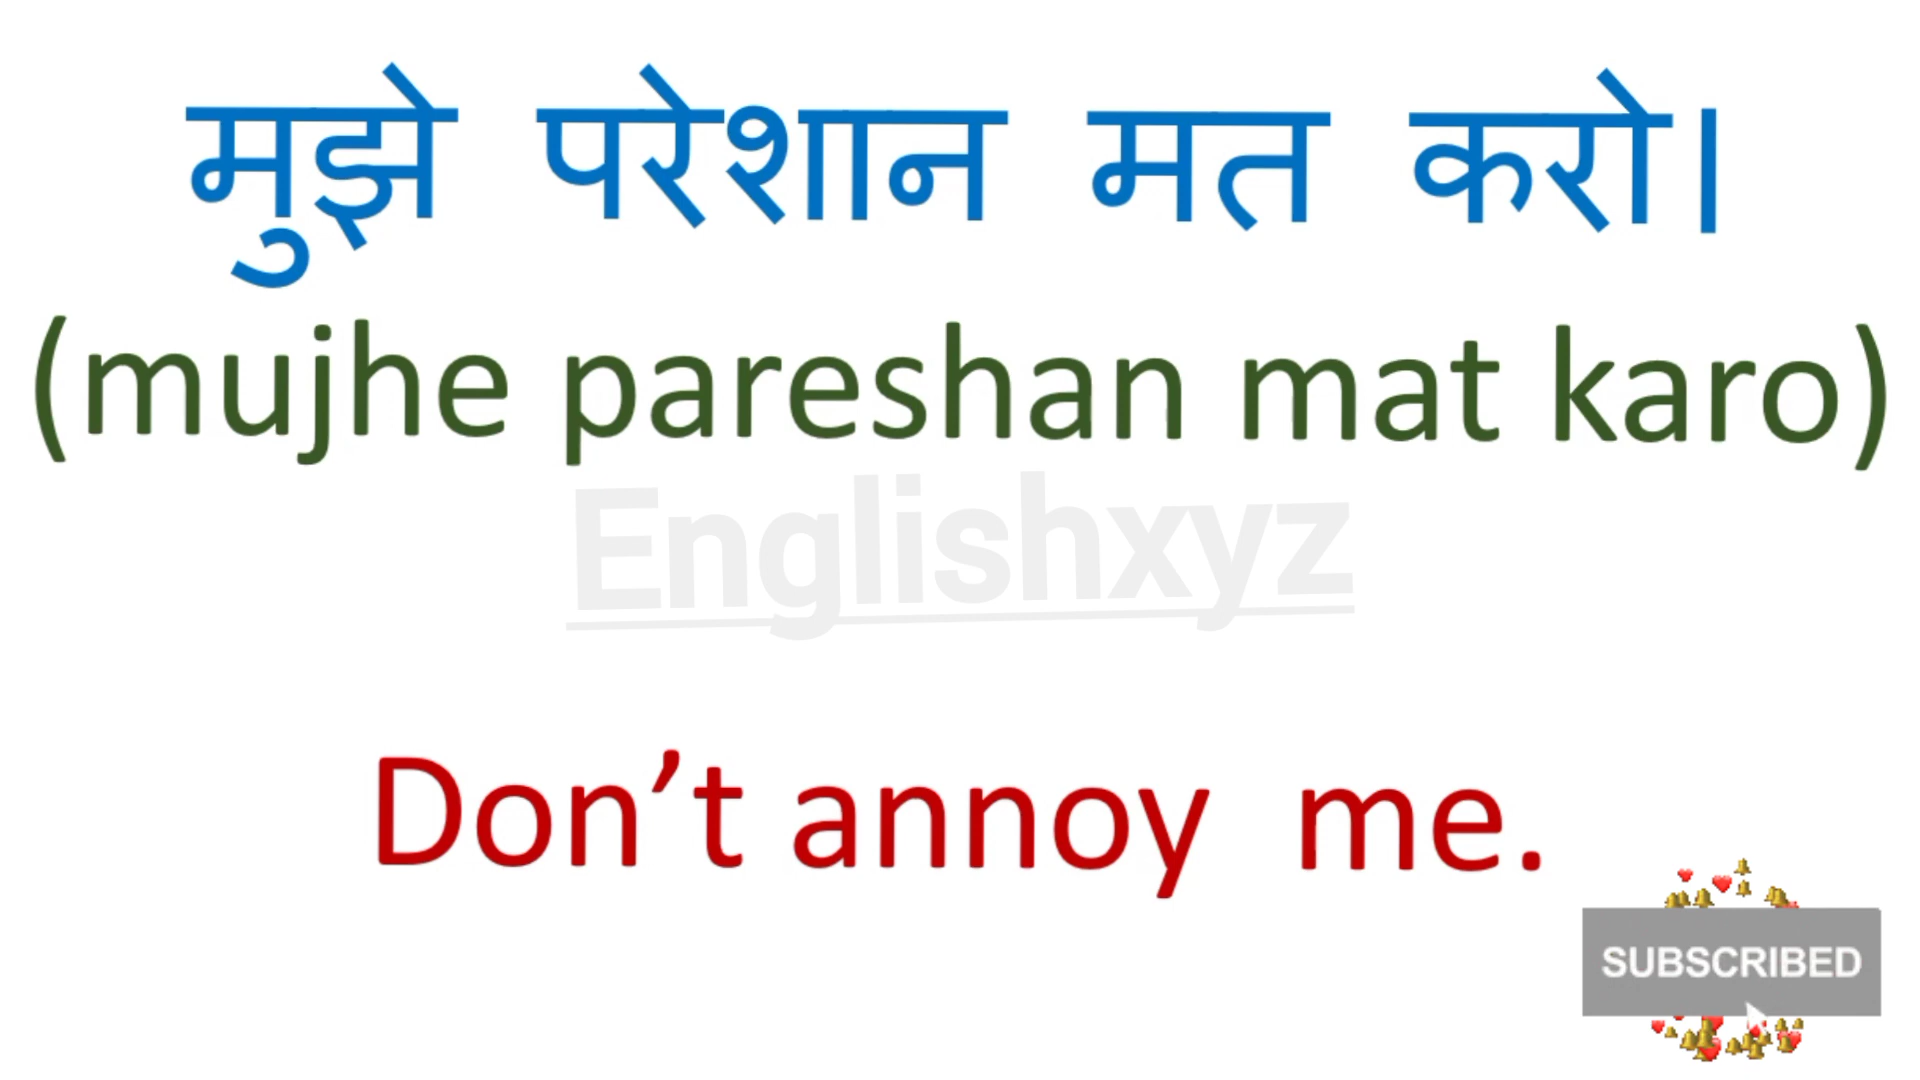 मुझे परेशान मत करो।
(mujhe pareshan mat karo)
Englishxyz
Don’t annoy me.
SUBSCRIBED